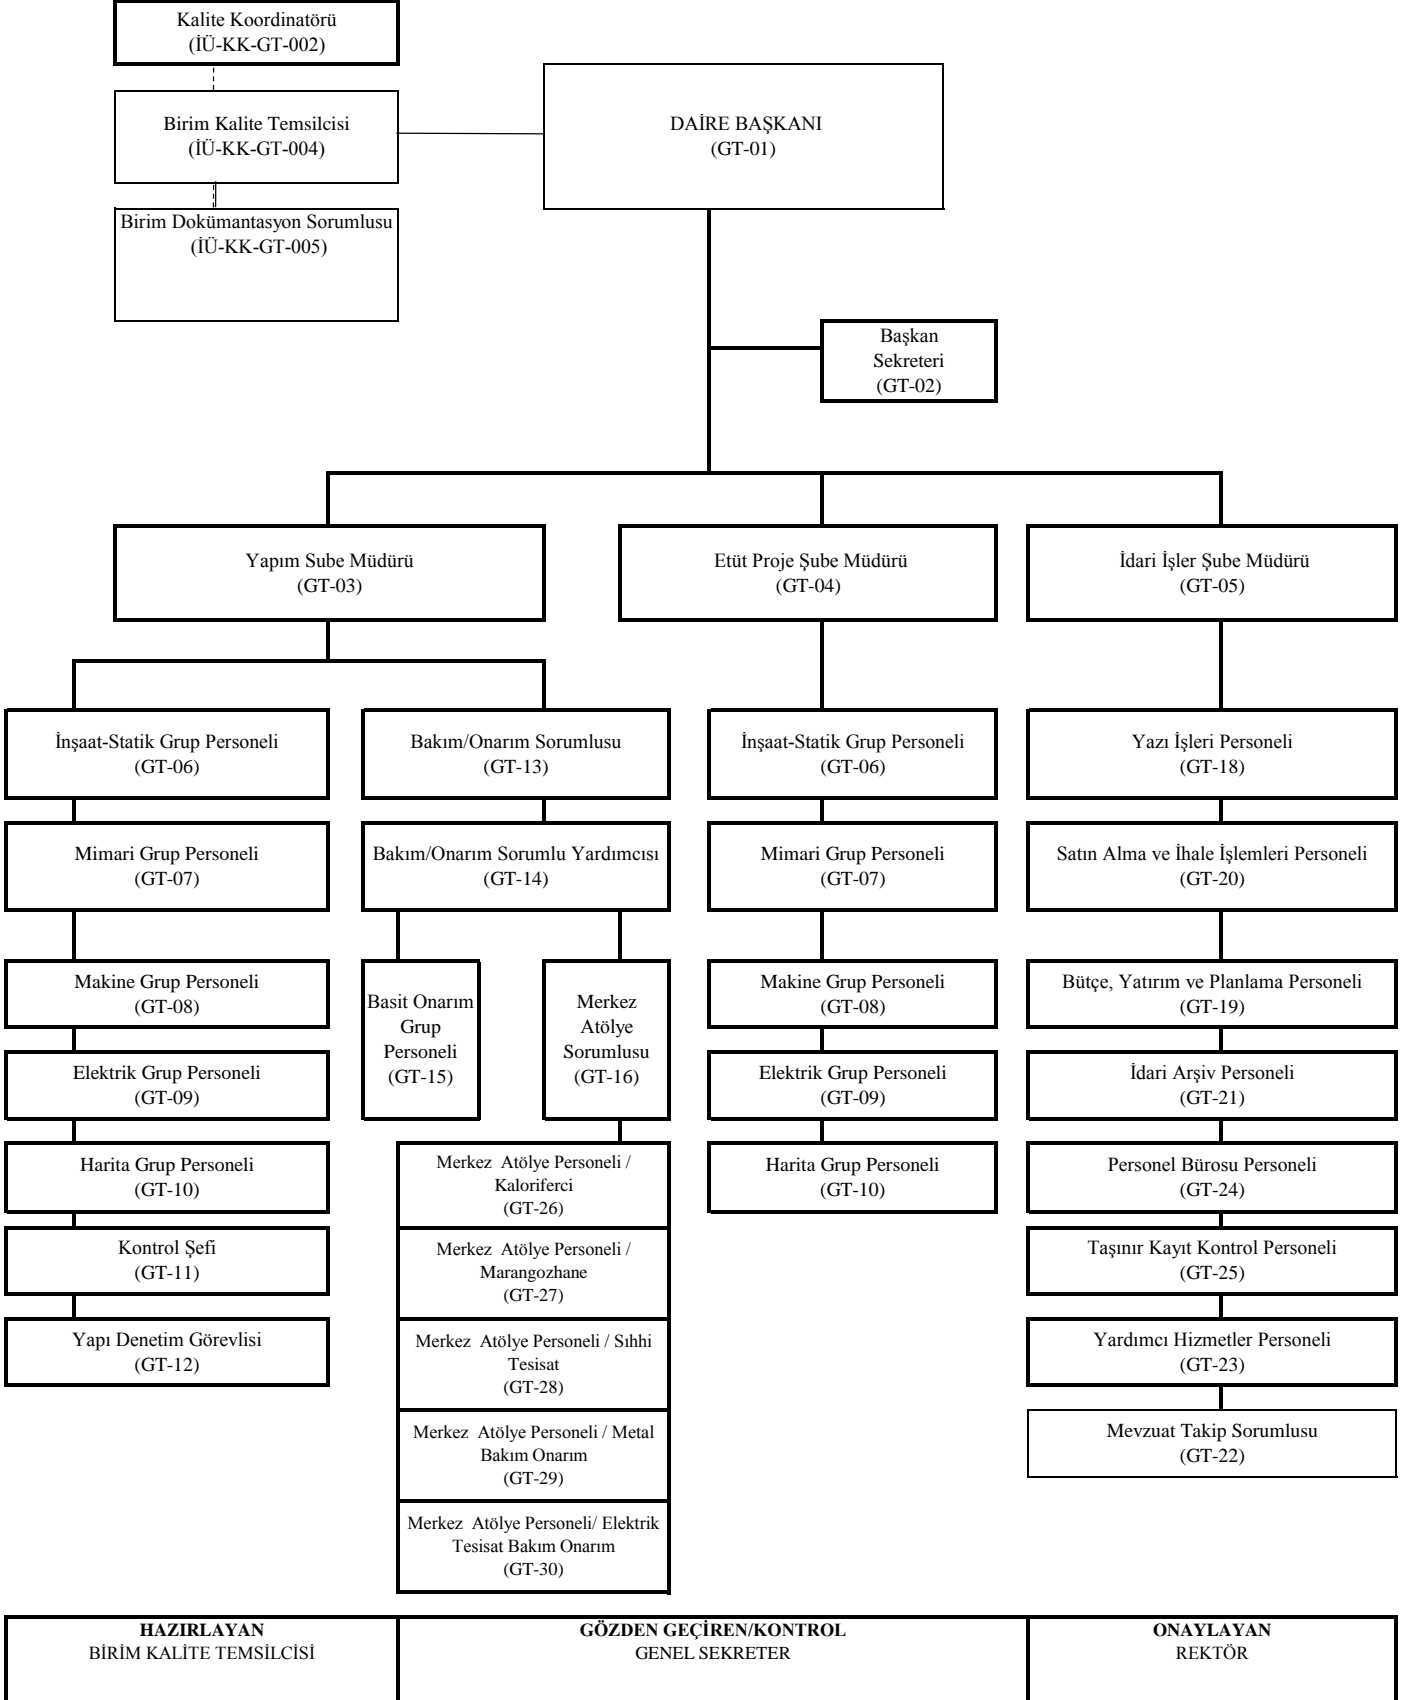 Kalite Koordinatörü
(İÜ-KK-GT-002)
Birim Kalite Temsilcisi
(İÜ-KK-GT-004)
DAİRE BAŞKANI
(GT-01)
Birim Dokümantasyon Sorumlusu
(İÜ-KK-GT-005)
Başkan
Sekreteri
(GT-02)
Yapım Sube Müdürü
(GT-03)
Etüt Proje Şube Müdürü
(GT-04)
İdari İşler Şube Müdürü
(GT-05)
İnşaat-Statik Grup Personeli
(GT-06)
Bakım/Onarım Sorumlusu
(GT-13)
İnşaat-Statik Grup Personeli
(GT-06)
Yazı İşleri Personeli
(GT-18)
Mimari Grup Personeli
(GT-07)
Bakım/Onarım Sorumlu Yardımcısı
(GT-14)
Mimari Grup Personeli
(GT-07)
Satın Alma ve İhale İşlemleri Personeli
(GT-20)
Makine Grup Personeli
(GT-08)
Basit Onarım
Grup
Personeli
(GT-15)
Merkez
Atölye
Sorumlusu
(GT-16)
Makine Grup Personeli
(GT-08)
Bütçe, Yatırım ve Planlama Personeli
(GT-19)
Elektrik Grup Personeli
(GT-09)
Elektrik Grup Personeli
(GT-09)
İdari Arşiv Personeli
(GT-21)
Harita Grup Personeli
(GT-10)
Merkez Atölye Personeli /
Kaloriferci
(GT-26)
Harita Grup Personeli
(GT-10)
Personel Bürosu Personeli
(GT-24)
Kontrol Şefi
(GT-11)
Merkez Atölye Personeli /
Marangozhane
(GT-27)
Taşınır Kayıt Kontrol Personeli
(GT-25)
Yapı Denetim Görevlisi
(GT-12)
Merkez Atölye Personeli / Sıhhi
Tesisat
(GT-28)
Yardımcı Hizmetler Personeli
(GT-23)
Merkez Atölye Personeli / Metal
Bakım Onarım
(GT-29)
Mevzuat Takip Sorumlusu
(GT-22)
Merkez Atölye Personeli/ Elektrik
Tesisat Bakım Onarım
(GT-30)
HAZIRLAYAN
BİRİM KALİTE TEMSİLCİSİ
GÖZDEN GEÇİREN/KONTROL
GENEL SEKRETER
ONAYLAYAN
REKTÖR